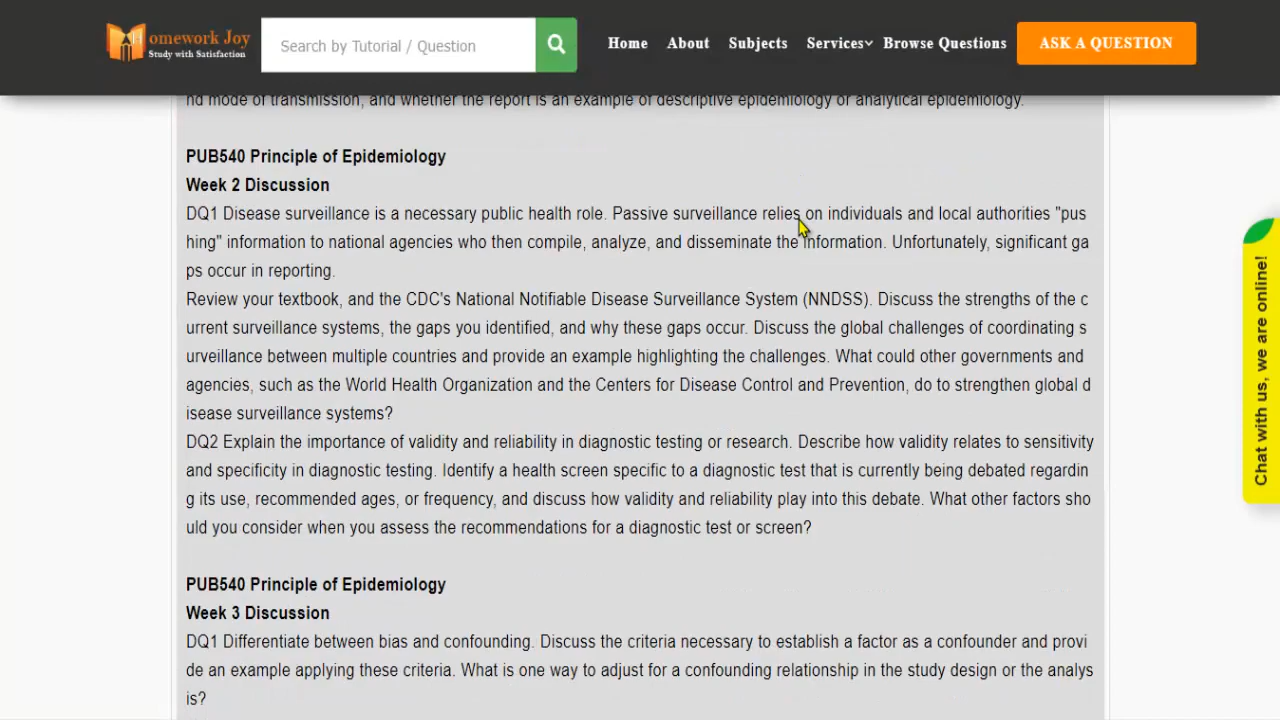 omework Joy
Study with Satisfaction
Search by Tutorial / Question
Home About Subjects Services Browse Questions
ASK A QUESTION
nd mode of transmission, and whether the report is an example of descriptive epidemiology or analytical epidemiology.
PUB540 Principle of Epidemiology
Week 2 Discussion
DQ1 Disease surveillance is a necessary public health role. Passive surveillance relies on individuals and local authorities "pus
hing" information to national agencies who then compile, analyze, and disseminate the information. Unfortunately, significant ga
ps occur in reporting.
Review your textbook, and the CDC's National Notifiable Disease Surveillance System (NNDSS). Discuss the strengths of the c
urrent surveillance systems, the gaps you identified, and why these gaps occur. Discuss the global challenges of coordinating s
urveillance between multiple countries and provide an example highlighting the challenges. What could other governments and
agencies, such as the World Health Organization and the Centers for Disease Control and Prevention, do to strengthen global d
isease surveillance systems?
DQ2 Explain the importance of validity and reliability in diagnostic testing or research. Describe how validity relates to sensitivity
and specificity in diagnostic testing. Identify a health screen specific to a diagnostic test that is currently being debated regardin
g its use, recommended ages, or frequency, and discuss how validity and reliability play into this debate. What other factors sho
uld you consider when you assess the recommendations for a diagnostic test or screen?
PUB540 Principle of Epidemiology
Week 3 Discussion
DQ1 Differentiate between bias and confounding. Discuss the criteria necessary to establish a factor as a confounder and provi
de an example applying these criteria. What is one way to adjust for a confounding relationship in the study design or the analys
is?
Chat with us, we are online!